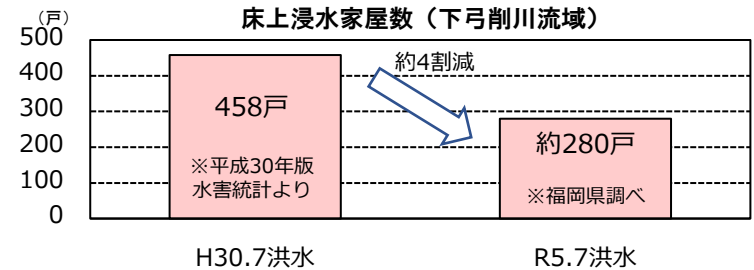 床上浸水家屋数（下弓削川流域）
（戸）
500
400
300
200
100
0
約4割減
458戸
※平成30年版
水害統計より
約280戸
※福岡県調べ
H30.7洪水
R5.7洪水